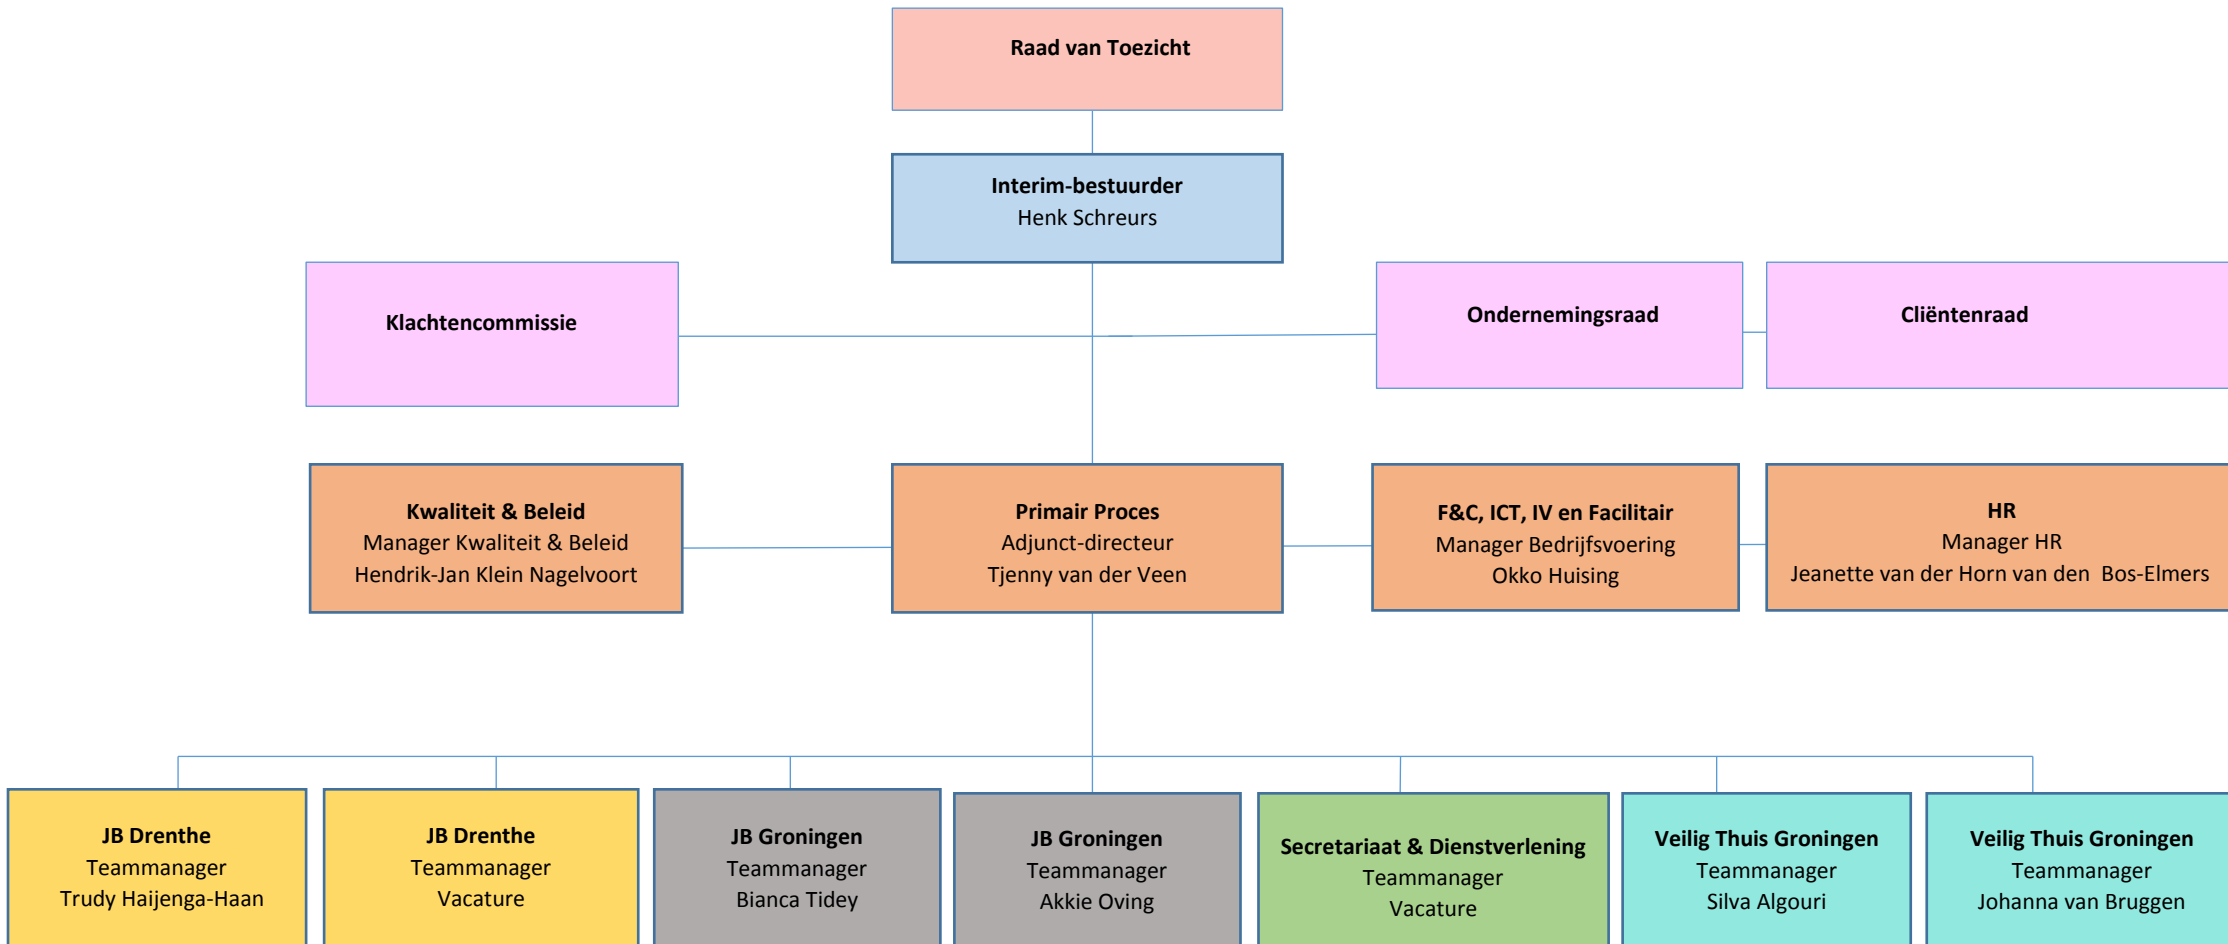 Raad van Toezicht
Interim-bestuurder
Henk Schreurs
Klachtencommissie
Ondernemingsraad
Cliëntenraad
Kwaliteit & Beleid
Manager Kwaliteit & Beleid
Hendrik-Jan Klein Nagelvoort
Primair Proces
Adjunct-directeur
Tjenny van der Veen
F&C, ICT, IV en Facilitair
Manager Bedrijfsvoering
Okko Huising
HR
Manager HR
Jeanette van der Horn van den  Bos-Elmers
JB Drenthe
Teammanager
Trudy Haijenga-Haan
JB Drenthe
Teammanager
Vacature
JB Groningen
Teammanager
Bianca Tidey
JB Groningen
Teammanager
Akkie Oving
Secretariaat & Dienstverlening
Teammanager
Vacature
Veilig Thuis Groningen
Teammanager
Silva Algouri
Veilig Thuis Groningen
Teammanager
Johanna van Bruggen